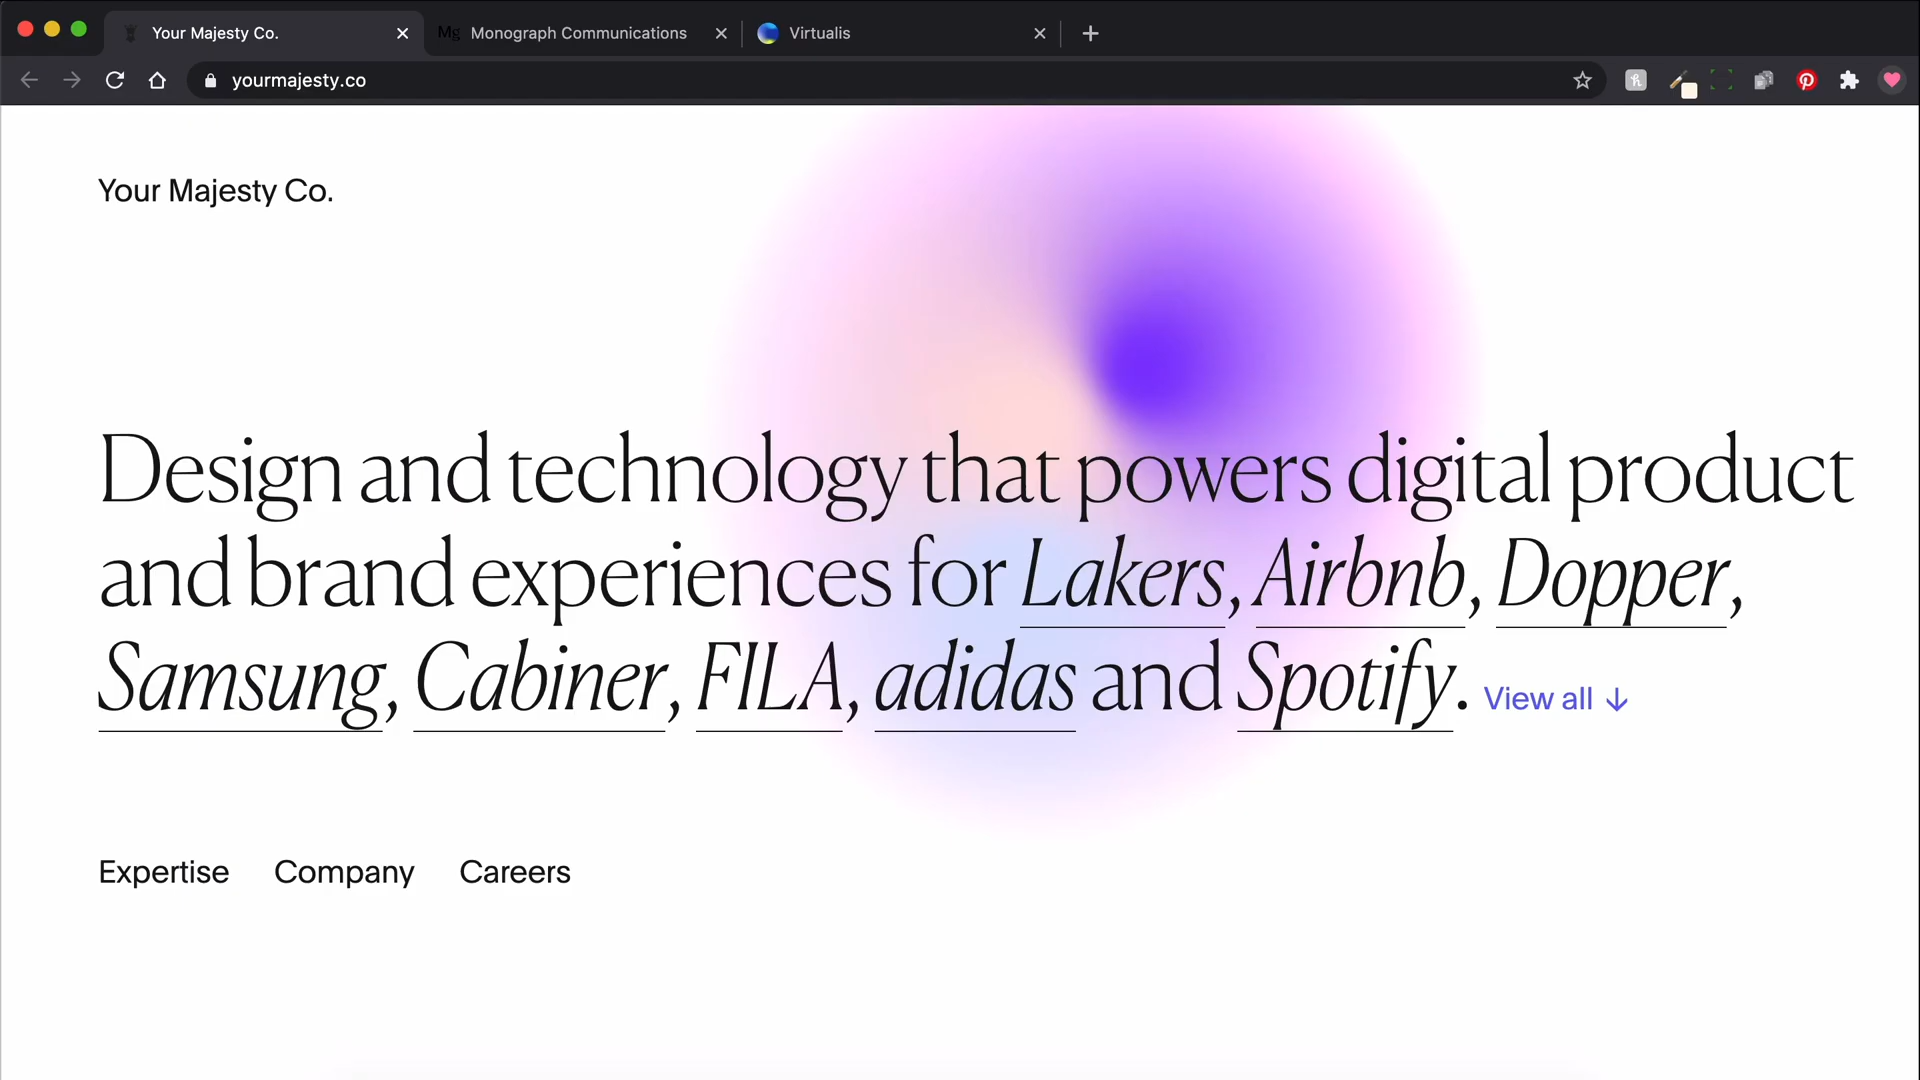 Your Majesty Co.
Mg Monograph Communications
Virtualis
yourmajesty.co
Your Majesty Co.
Design and technology that powers digital product
and brand experiences for Lakers, Airbnb, Dopper,
Samsung, Cabiner, FILA, adidas and Spotify. View all ↓
Expertise Company Careers